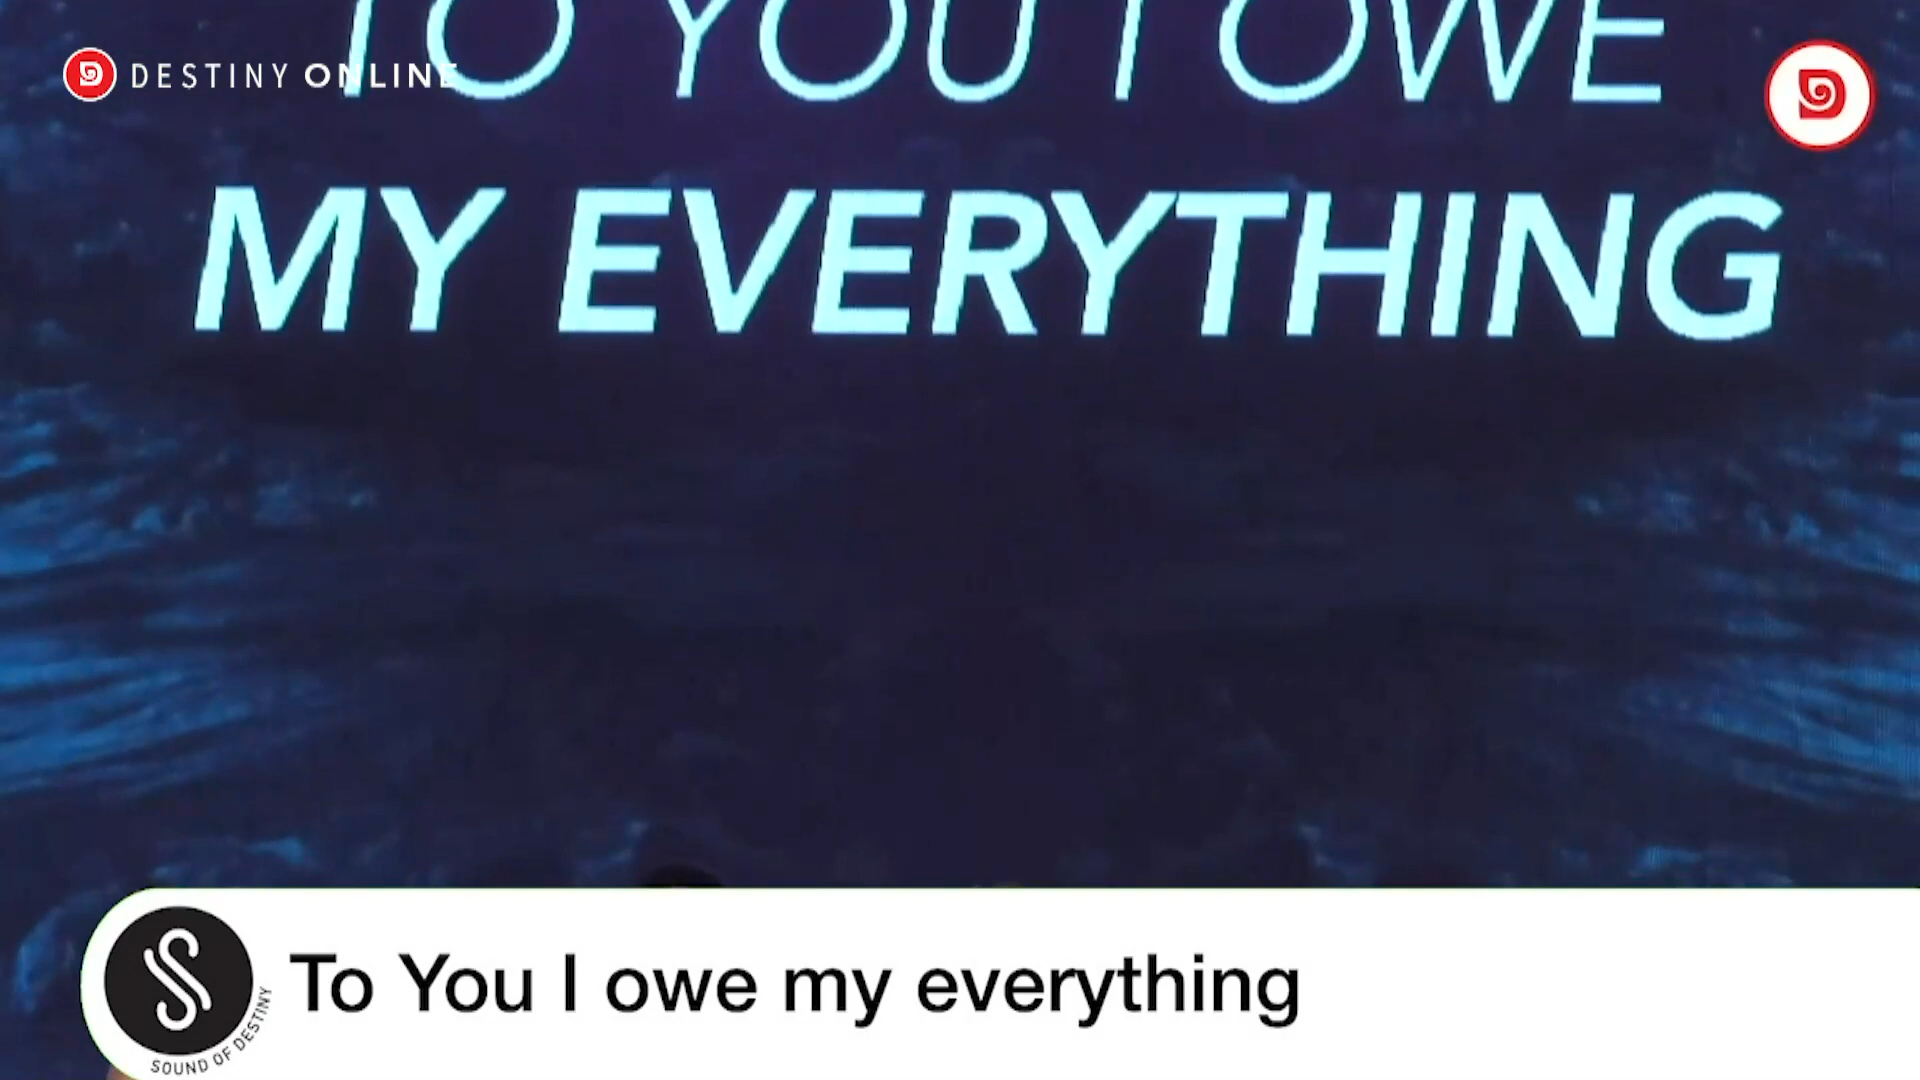 TO YOU I OWE
DESTINY ONLINE
MY EVERYTHING
To You I owe my everything
SOUND OF DESTINY